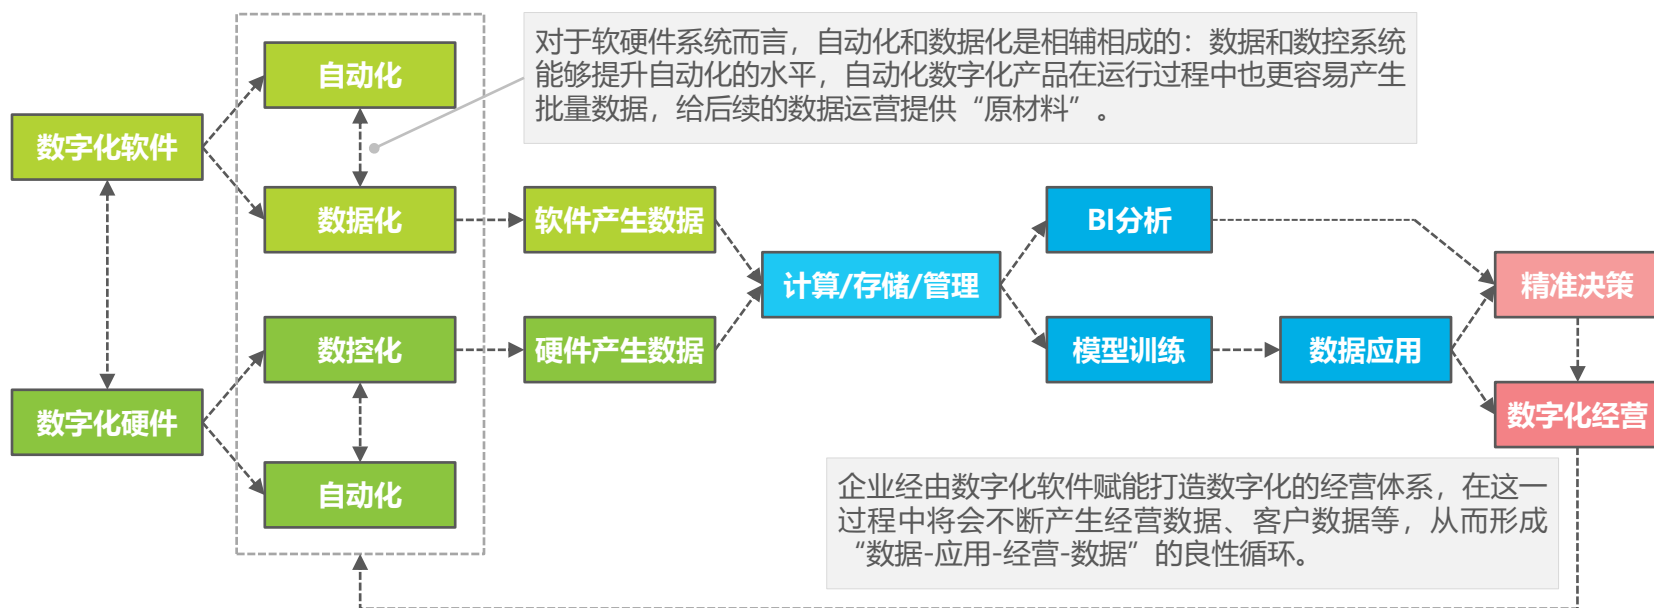 对于软硬件系统而言，自动化和数据化是相辅相成的：数据和数控系统
能够提升自动化的水平，自动化数字化产品在运行过程中也更容易产生
批量数据，给后续的数据运营提供“原材料”。
自动化
数字化软件
数据化
软件产生数据
BI分析
计算/存储/管理
精准决策
数控化
硬件产生数据
模型训练
数据应用
数字化硬件
数字化经营
自动化
企业经由数字化软件赋能打造数字化的经营体系，在这一
过程中将会不断产生经营数据、客户数据等，从而形成
“数据-应用-经营-数据”的良性循环。